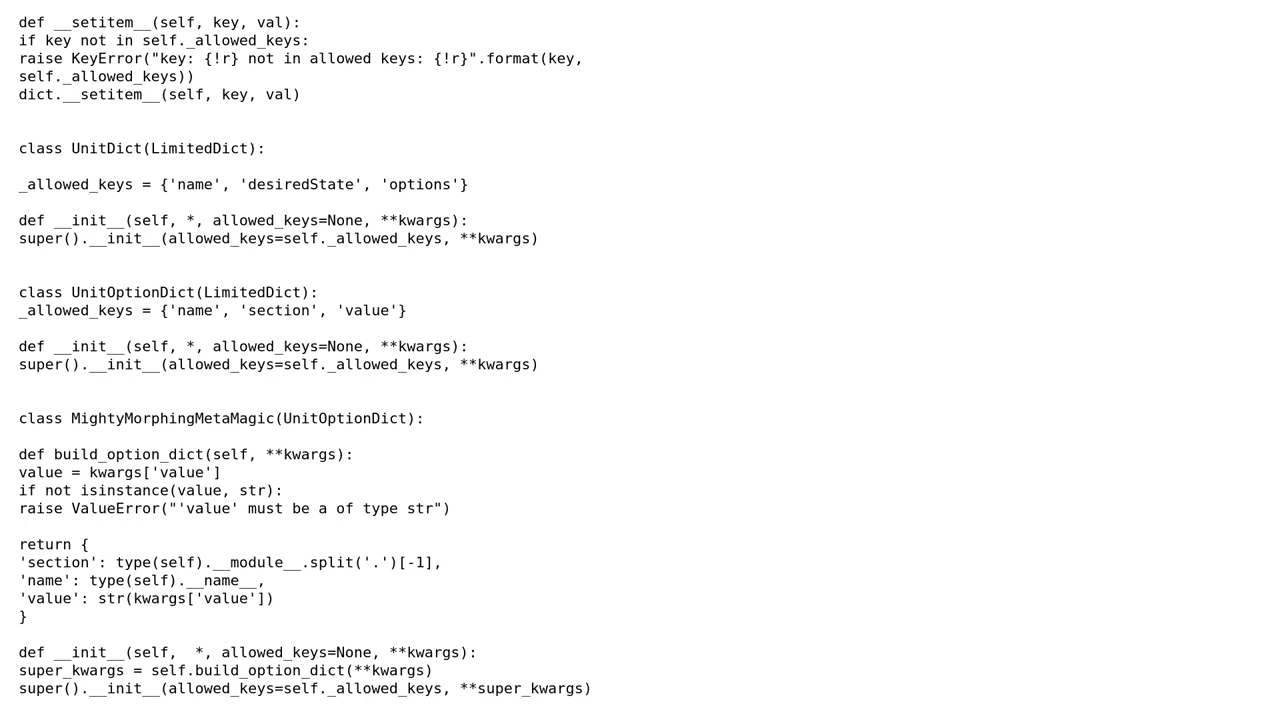 def __setitem__(self, key, val):
if key not in self._allowed_keys:
raise KeyError("key: {!r} not in allowed keys: {!r}".format(key,
self._allowed_keys))
dict.__setitem__(self, key, val)
class UnitDict(LimitedDict):
_allowed_keys = {'name', 'desiredState', 'options'}
def __init__(self, *, allowed_keys=None, **kwargs):
super().__init__(allowed_keys=self._allowed_keys, **kwargs)
class UnitOptionDict(LimitedDict):
_allowed_keys = {'name', 'section', 'value'}
def __init__(self, *, allowed_keys=None, **kwargs):
super().__init__(allowed_keys=self._allowed_keys, **kwargs)
class MightyMorphingMetaMagic(UnitOptionDict):
def build_option_dict(self, **kwargs):
value = kwargs['value']
if not isinstance(value, str):
raise ValueError("'value' must be a of type str")
return {
'section': type(self).__module__.split('.')[-1],
'name': type(self).__name__,
'value': str(kwargs['value'])
}
def __init__(self,  *, allowed_keys=None, **kwargs):
super_kwargs = self.build_option_dict(**kwargs)
super().__init__(allowed_keys=self._allowed_keys, **super_kwargs)